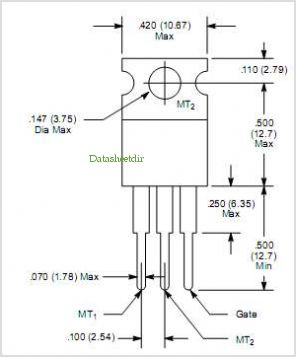 .420 (10.67)
Max
.110 (2.79)
.147 (3.75)
Dia Max
MT2
.500
(12.7)
Max
Datasheetdir
.250 (6.35)
Max
.500
(12.7)
Min
.070 (1.78) Max
MT1
Gate
.100 (2.54)
MT2